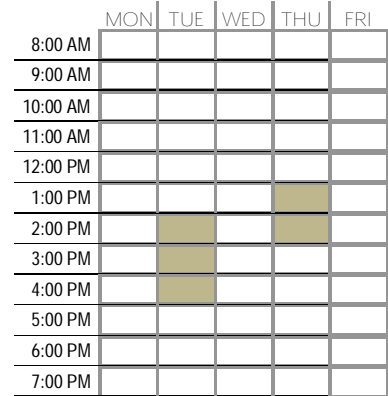 MON TUE WED THU FRI
8:00 AM
9:00 AM
10:00 AM
11:00 AM
12:00 PM
1:00 PM
2:00 PM
3:00 PM
4:00 PM
5:00 PM
6:00 PM
7:00 PM